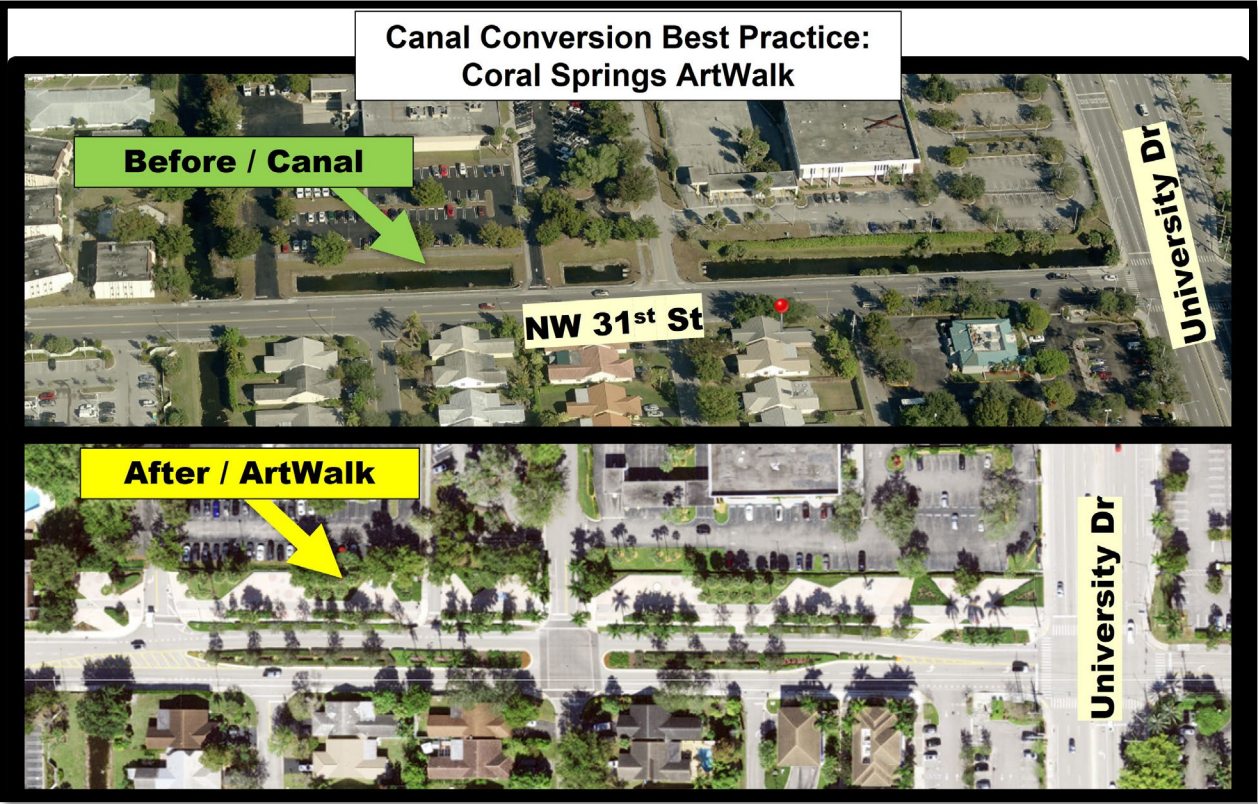 Canal Conversion Best Practice:
Coral Springs ArtWalk
Before / Canal
University Dr
NW 31st St
After / ArtWalk
University Dr